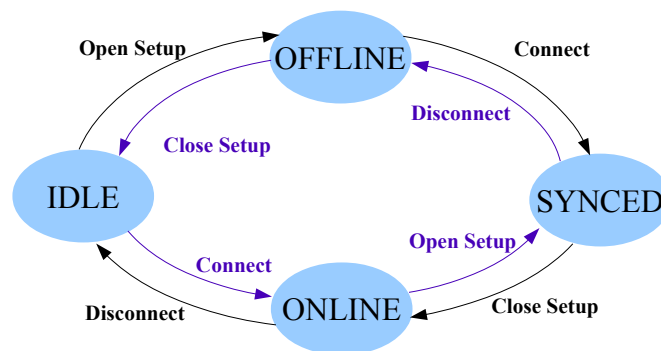 Open Setup
OFFLINE
Connect
Disconnect
Close Setup
IDLE
SYNCED
Open Setup
Connect
ONLINE
Close Setup
Disconnect